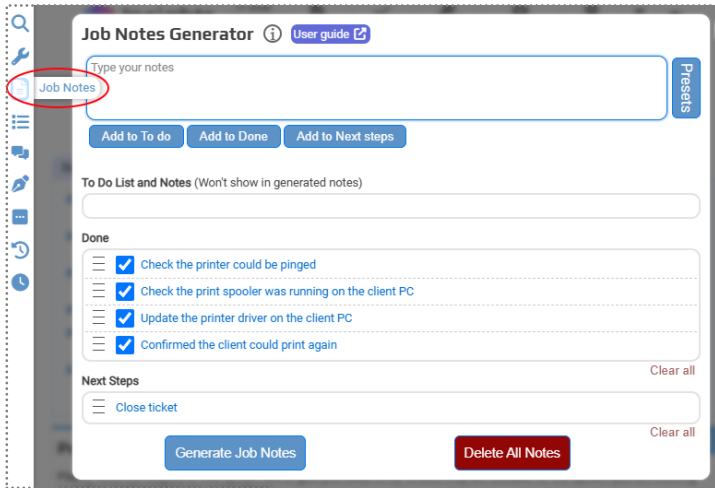 Job Notes Generator
User guide
Type your notes
Presets
Job Notes
Add to To do
Add to Done
Add to Next steps
To Do List and Notes (Won't show in generated notes)
Done
Check the printer could be pinged
Check the print spooler was running on the client PC
Update the printer driver on the client PC
Confirmed the client could print again
Clear all
Next Steps
Close ticket
Clear all
Generate Job Notes
Delete All Notes